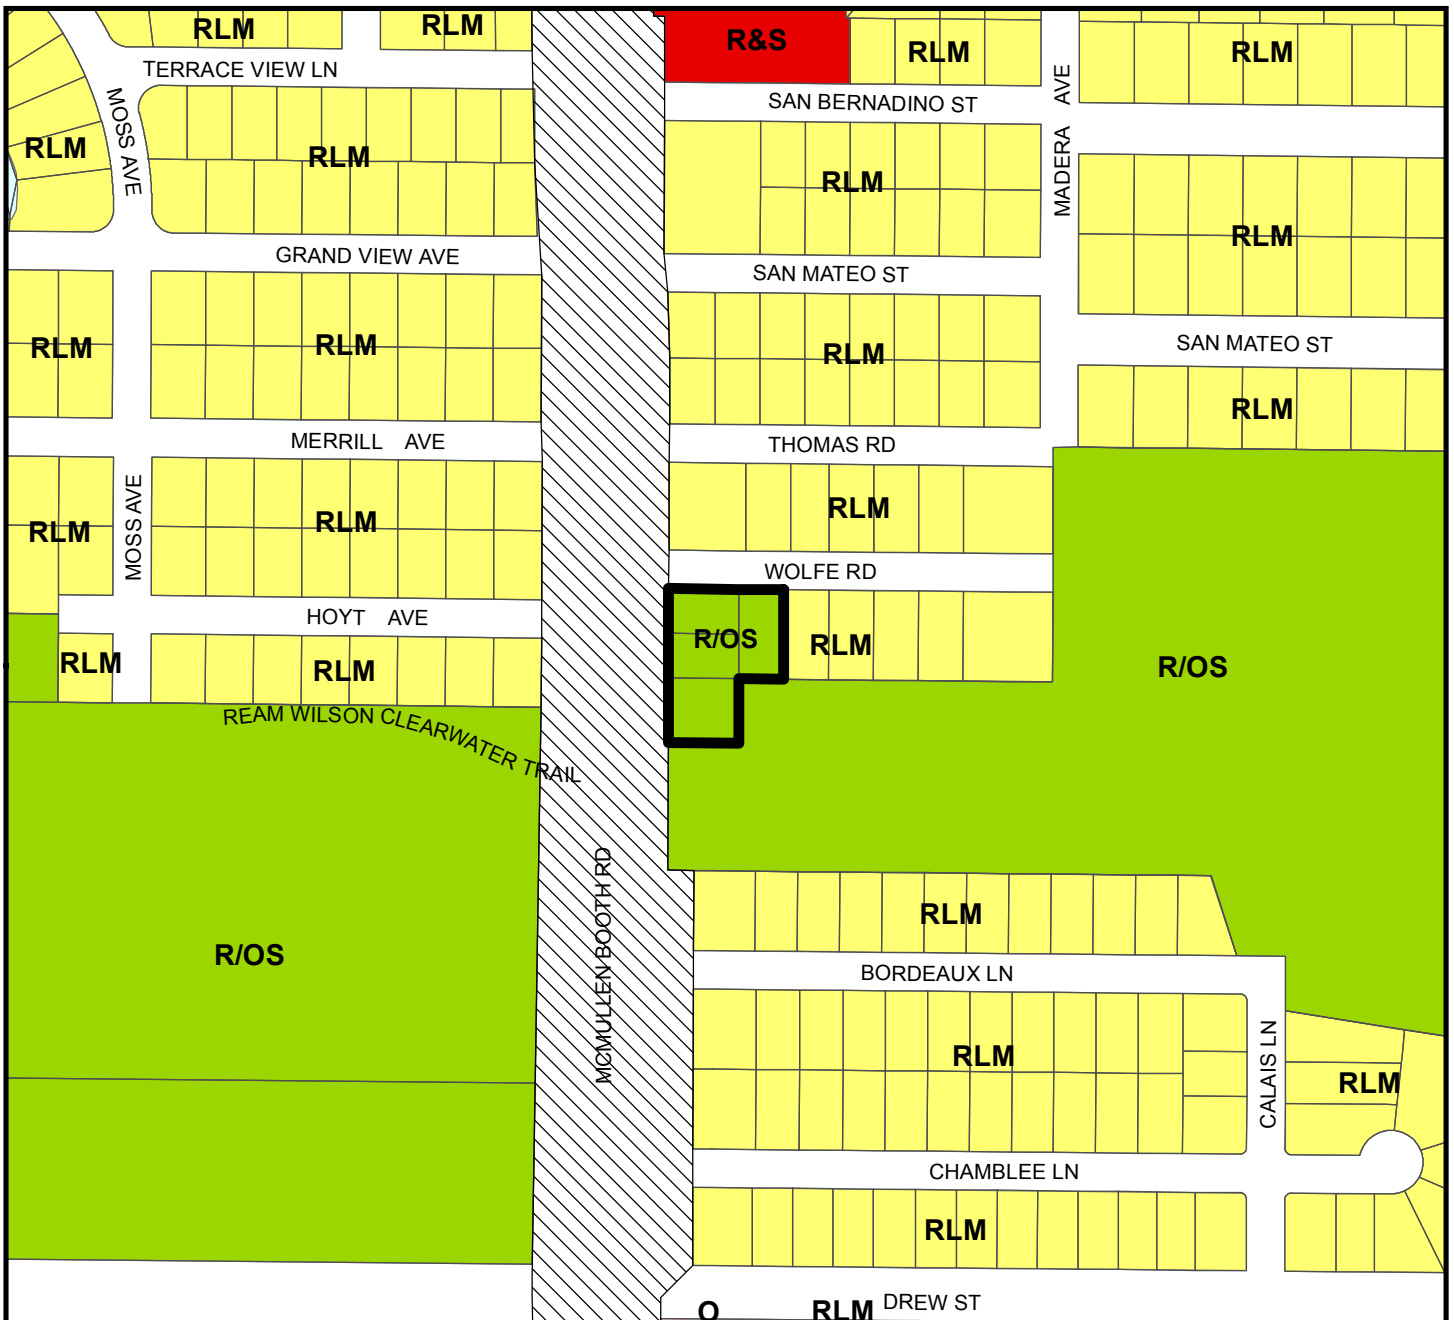 RLM
RLM
R&S
RLM
RLM
TERRACE VIEW LN
SAN BERNADINO ST
MADERA AVE
MOSS AVE
RLM
RLM
RLM
RLM
GRAND VIEW AVE
SAN MATEO ST
RLM
RLM
RLM
SAN MATEO ST
RLM
MERRILL AVE
THOMAS RD
MOSS AVE
RLM
RLM
RLM
WOLFE RD
HOYT AVE
R/OS
RLM
RLM
RLM
R/OS
REAM WILSON CLEARWATER TRAIL
MCMULLEN BOOTH RD
RLM
R/OS
BORDEAUX LN
RLM
CALAIS LN
RLM
CHAMBLEE LN
RLM
O
RLM
DREW ST